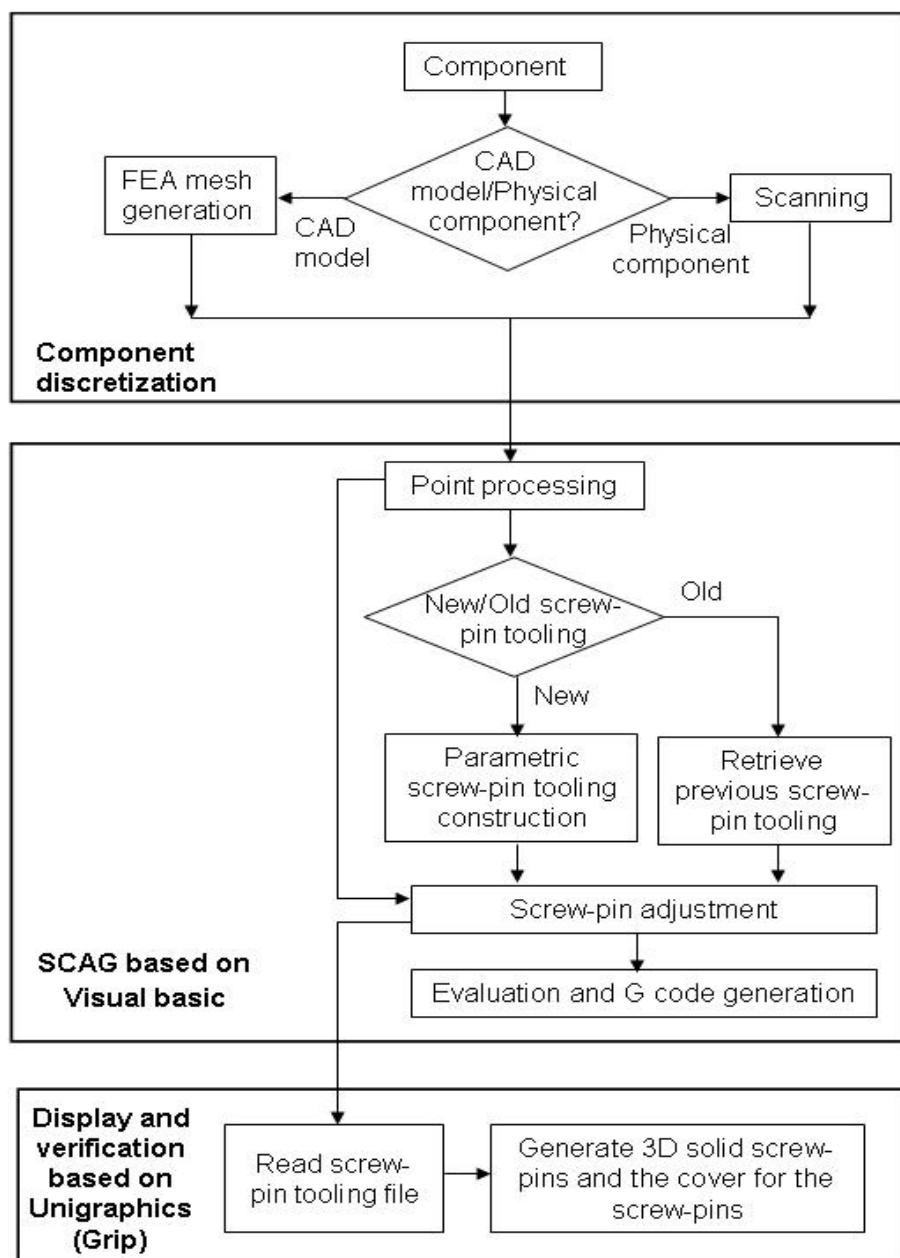 Component
CAD
model/Physical
component?
FEA mesh
generation
Scanning
CAD
model
Physical
component
Component
discretization
Point processing
New/Old screw-
pin tooling
Old
New
Parametric
screw-pin tooling
construction
Retrieve
previous screw-
pin tooling
Screw-pin adjustment
SCAG based on
Visual basic
Evaluation and G code generation
Display and
verification
based on
Unigraphics
(Grip)
Read screw-
pin tooling file
Generate 3D solid screw-
pins and the cover for the
screw-pins